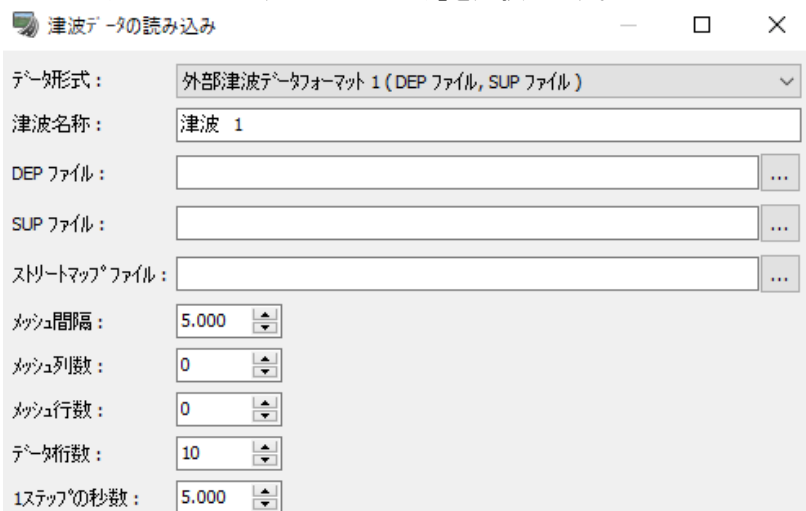 津波ﾃﾞｰﾀの読み込み
ﾃﾞｰﾀ形式：
外部津波ﾃﾞｰﾀﾌｫｰﾏｯﾄ 1 ( DEP ﾌｧｲﾙ, SUP ﾌｧｲﾙ )
津波名称：
津波 1
DEP ﾌｧｲﾙ：
...
SUP ﾌｧｲﾙ：
...
ｽﾄﾘｰﾄﾏｯﾌﾟﾌｧｲﾙ：
...
ﾒｯｼｭ間隔：
5.000
ﾒｯｼｭ列数：
0
ﾒｯｼｭ行数：
0
ﾃﾞｰﾀ桁数：
10
1ｽﾃｯﾌﾟの秒数：
5.000